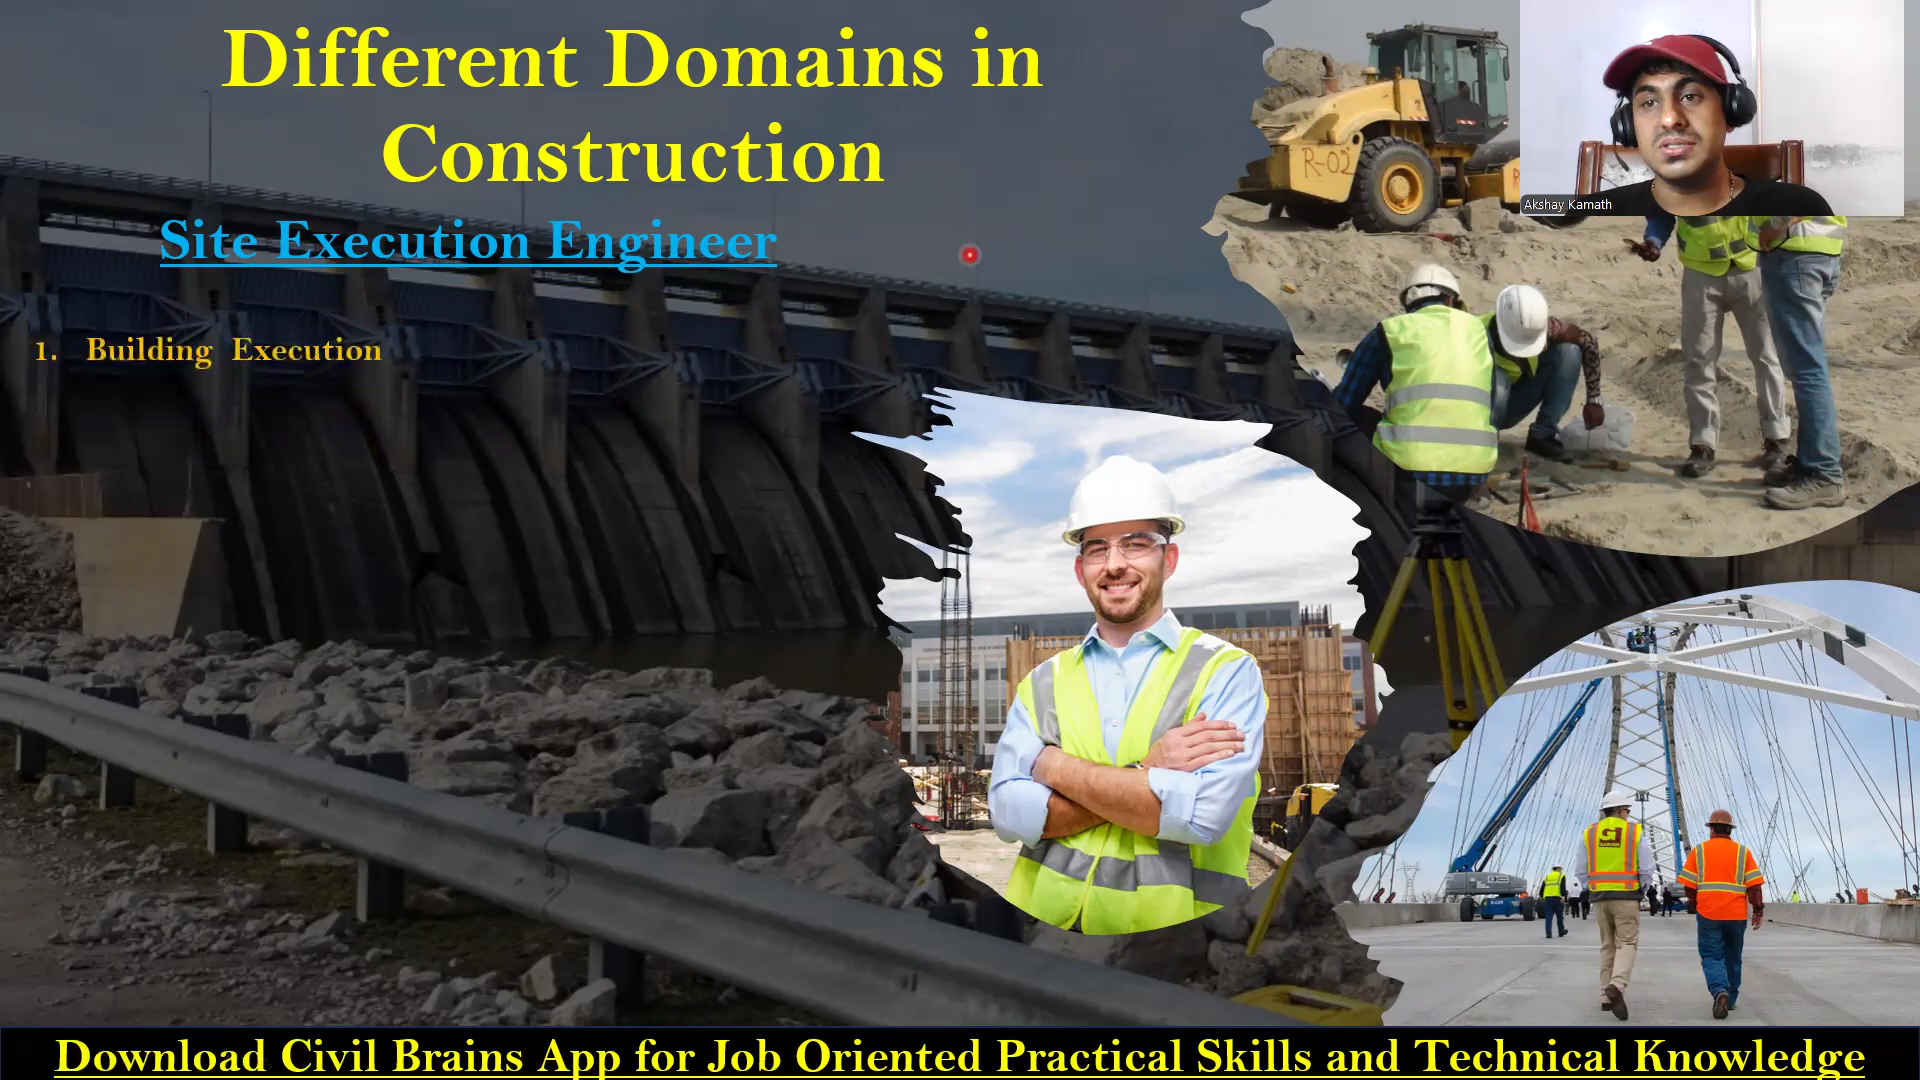 Different Domains in
Construction
Site Execution Engineer
1. Building Execution
R-02
Akshay Kamath
Download Civil Brains App for Job Oriented Practical Skills and Technical Knowledge